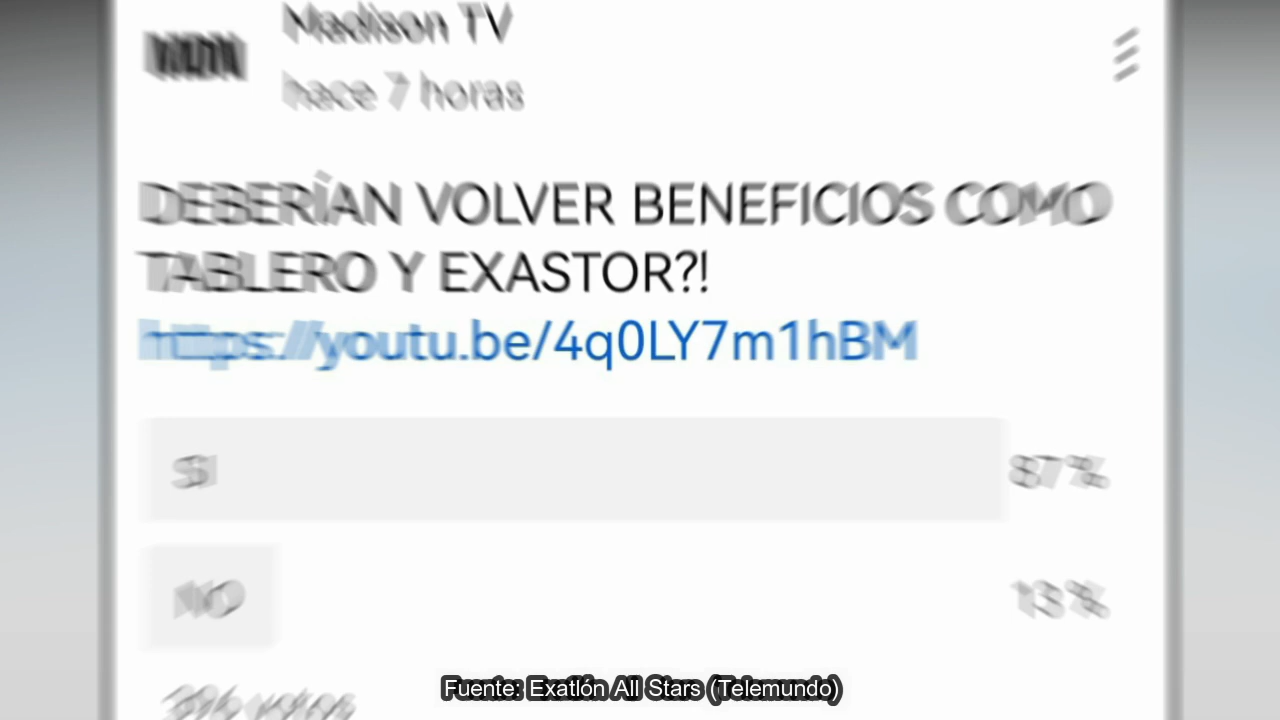 Madison TV
hace 7 horas
DEBERÍAN VOLVER BENEFICIOS COMO
TABLERO Y EXASTOR?!
https://youtu.be/4q0LY7m1hBM
SI
87%
NO
13%
votos
Fuente: Exatlón All Stars (Telemundo)